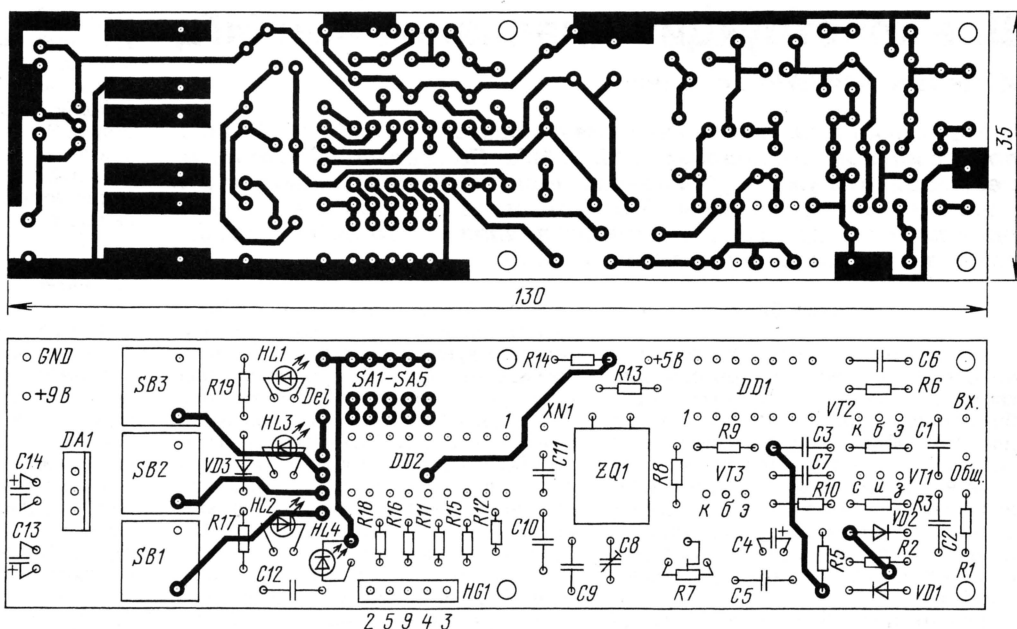 35
130
GND
+9В
DA1
C14
+
C13
+
SB3
SB2
SB1
R19
HL1
Del
HL3
VD3
HL2
R17
HL4
C12
SA1-SA5
1
DD2
R18
R16
R11
R15
R12
HG1
2 5 9 4 3
R14
R13
+5В
XN1
C11
ZQ1
C10
C9
C8
R8
R7
DD1
1
R9
VT3
к б э
C3
C7
R10
C4
+
C5
R5
VT2
к б э
C6
R6
Вх.
C1
VT1
с и з
Общ.
R3
VD2
R2
C2
R1
VD1